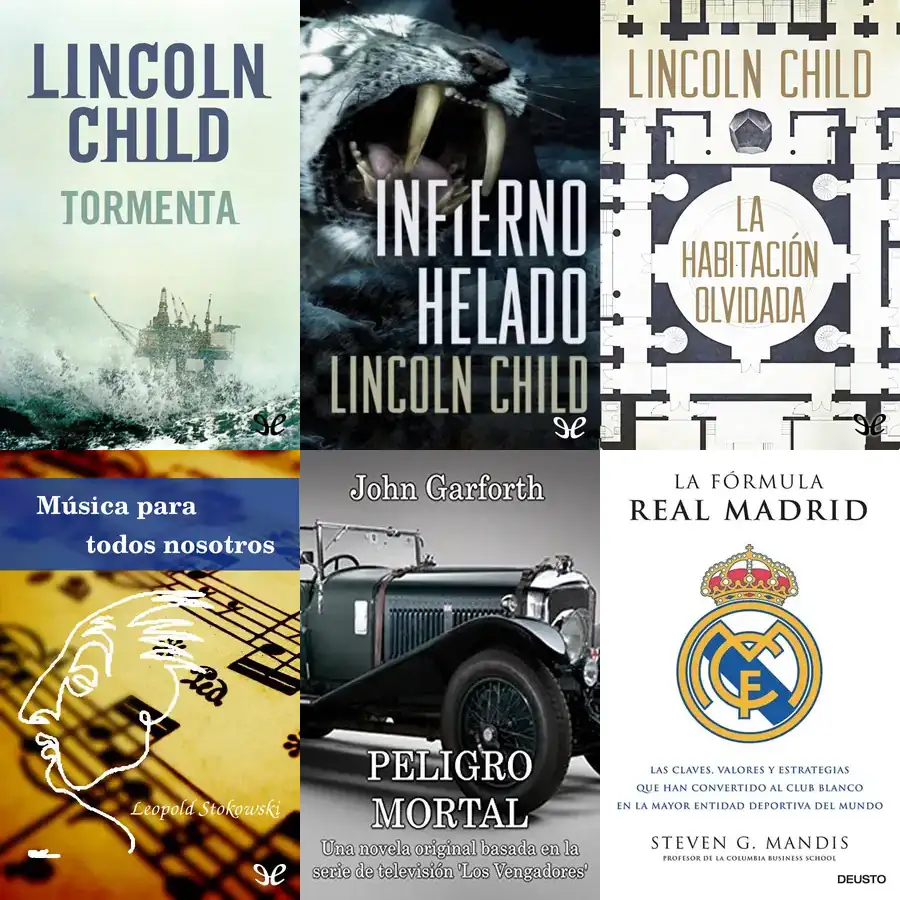 LINCOLN
CHILD
TORMENTA
INFIERNO
HELADO
LINCOLN CHILD
LINCOLN CHILD
LA
HABITACIÓN
OLVIDADA
Música para
todos nosotros
Leo
Leopold Stokowski
John Garforth
PELIGRO
MORTAL
Una novela original basada en la
serie de televisión 'Los Vengadores'
LA FÓRMULA
REAL MADRID
LAS CLAVES, VALORES Y ESTRATEGIAS
QUE HAN CONVERTIDO AL CLUB BLANCO
EN LA MAYOR ENTIDAD DEPORTIVA DEL MUNDO
STEVEN G. MANDIS
PROFESOR DE LA COLUMBIA BUSINESS SCHOOL
DEUSTO